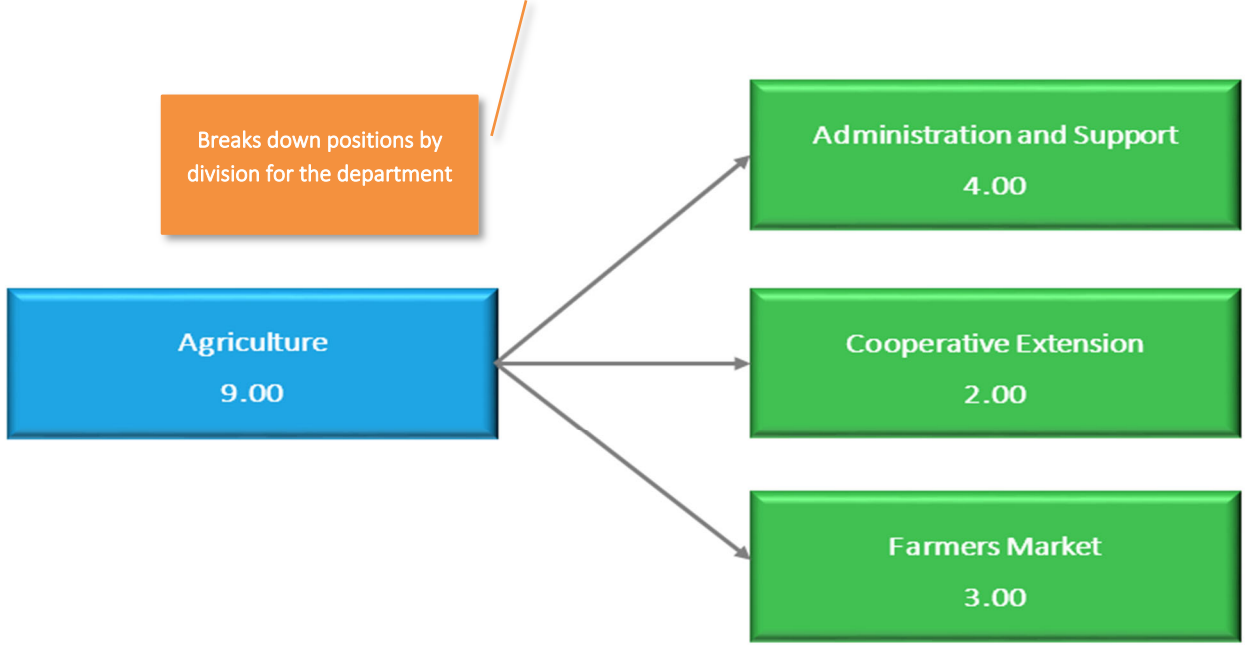 Breaks down positions by
division for the department
Agriculture
9.00
Administration and Support
4.00
Cooperative Extension
2.00
Farmers Market
3.00